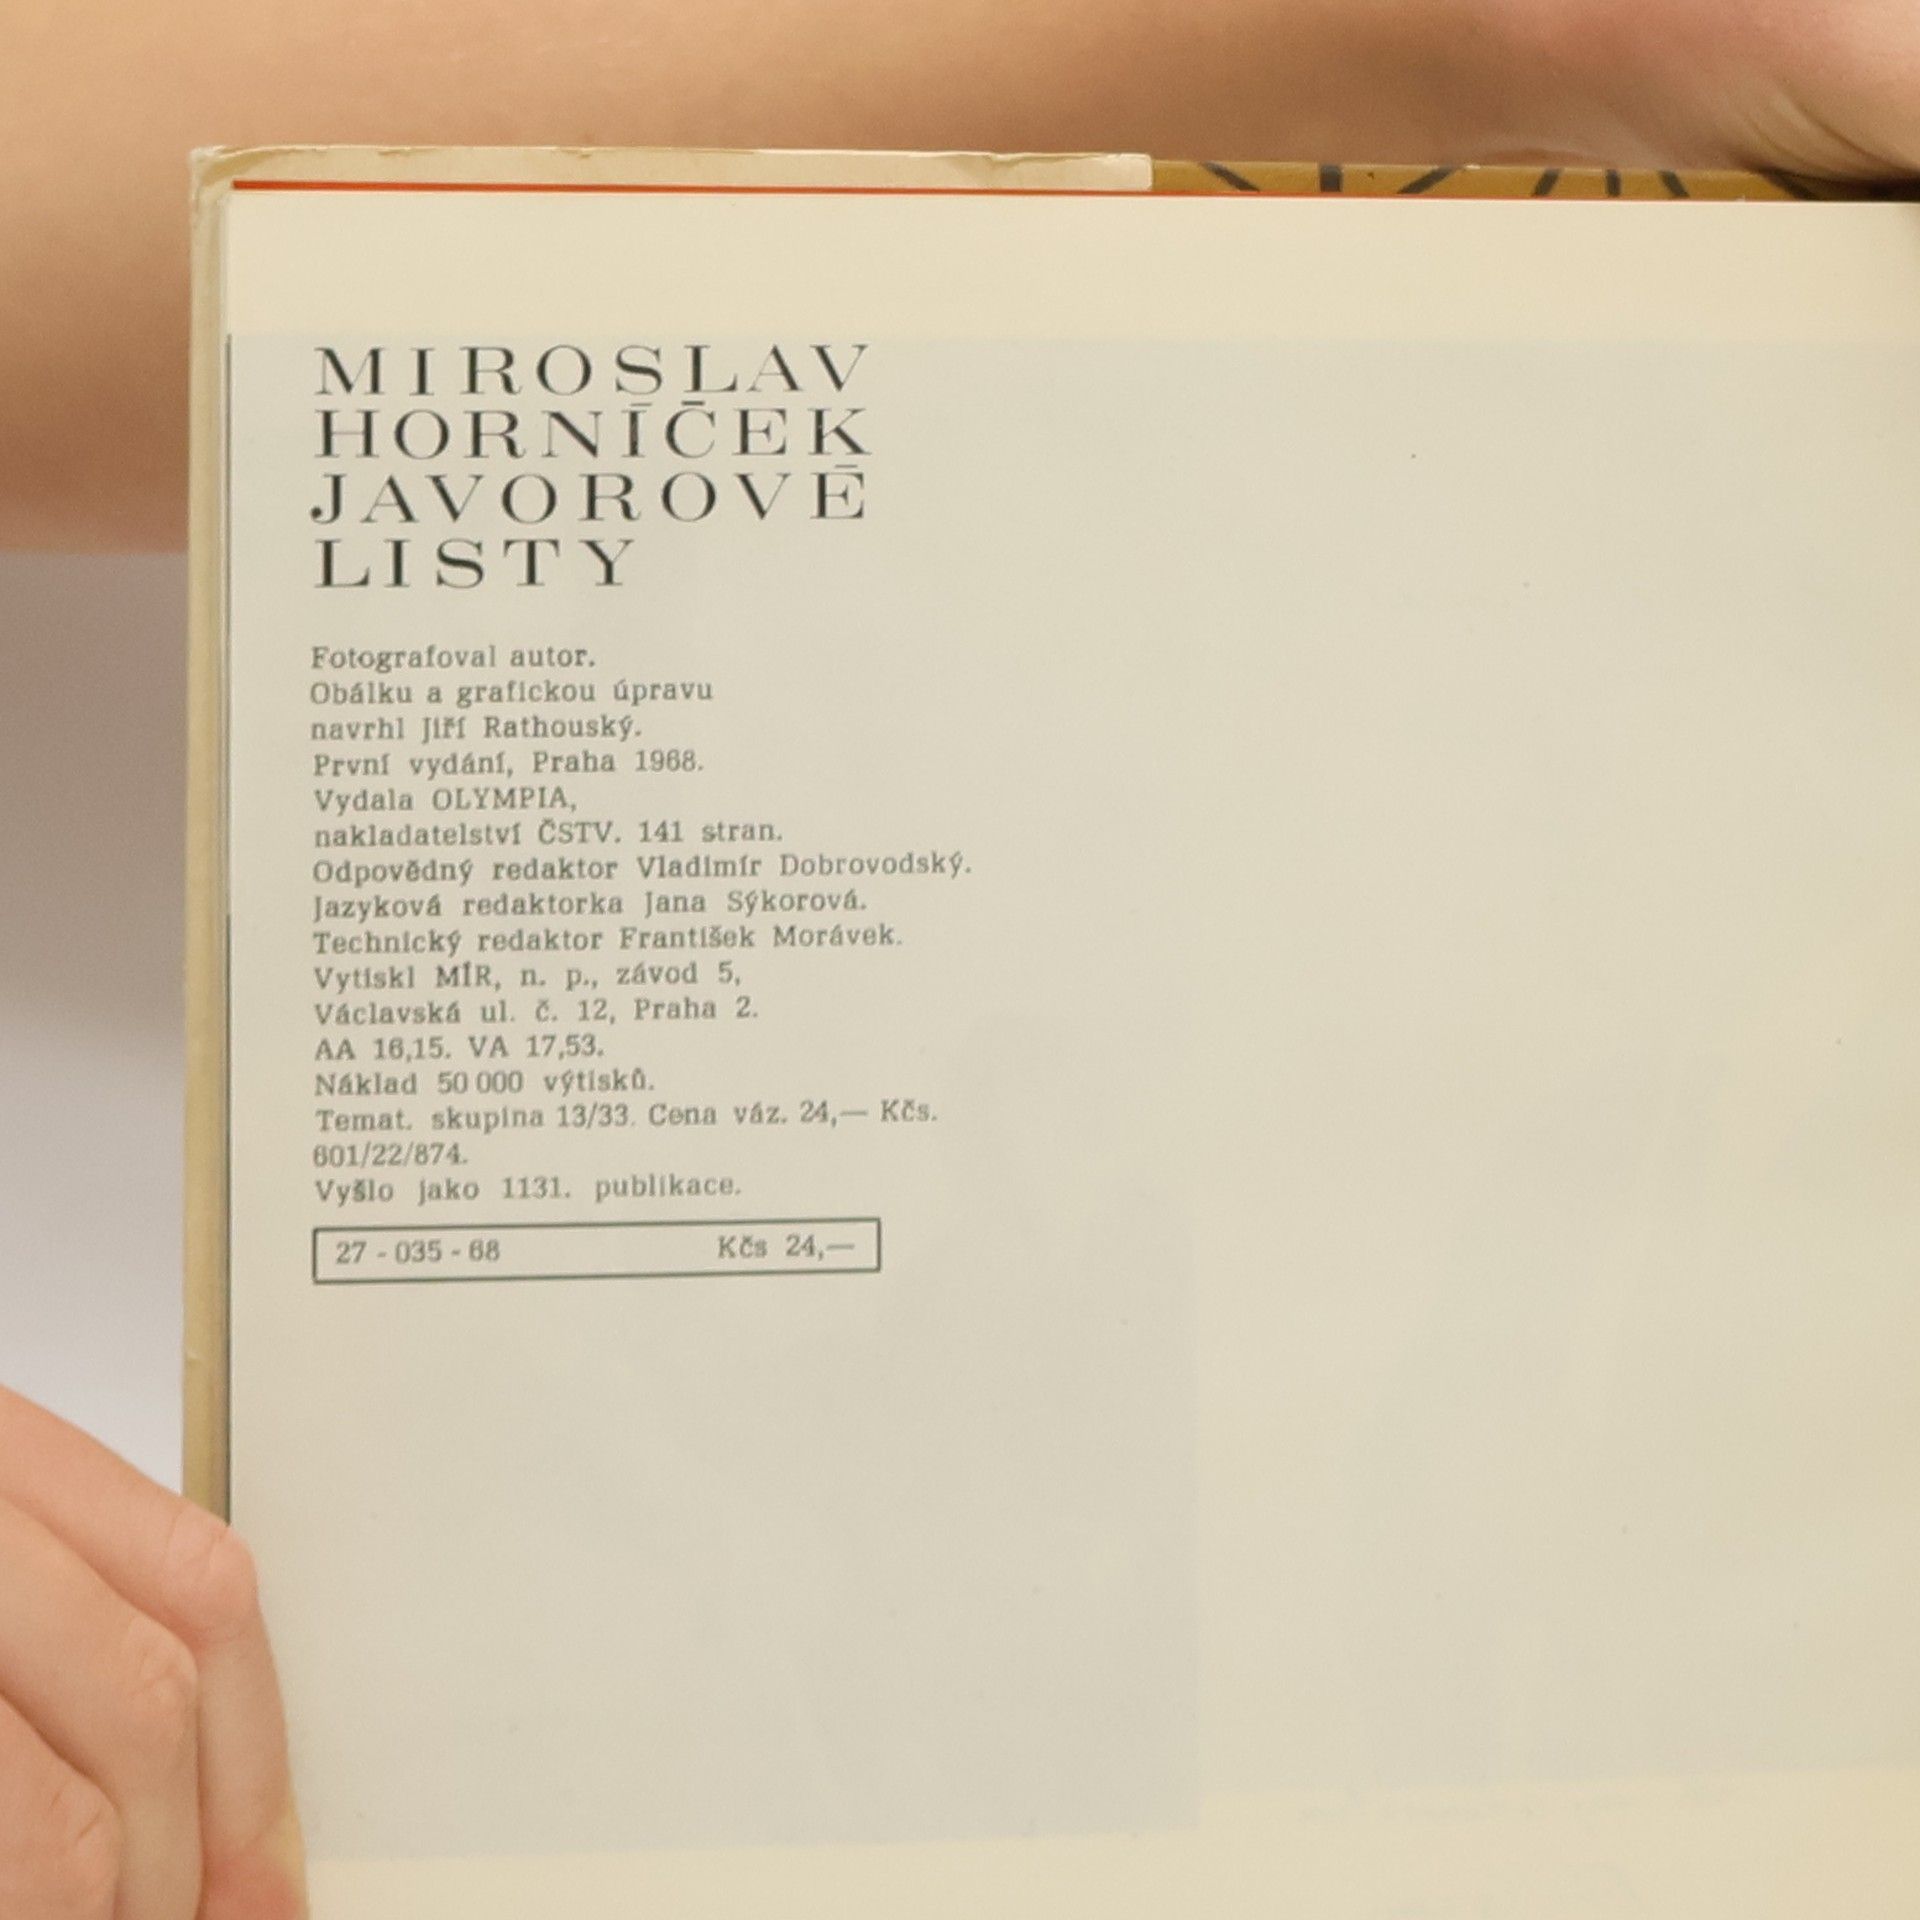 MIROSLAV
HORNÍČEK
JAVOROVÉ
LISTY
Fotografoval autor.
Obálku a grafickou úpravu
navrhl Jiří Rathouský.
První vydání, Praha 1968.
Vydala OLYMPIA,
nakladatelství ČSTV. 141 stran.
Odpovědný redaktor Vladimír Dobrovodský.
Jazyková redaktorka Jana Sýkorová.
Technický redaktor František Morávek.
Vytiskl MÍR, n. p., závod 5,
Václavská ul. č. 12, Praha 2.
AA 16,15. VA 17,53.
Náklad 50 000 výtisků.
Temat. skupina 13/33. Cena váz. 24,— Kčs.
601/22/874.
Vyšlo jako 1131. publikace.
27 - 035 - 68 Kčs 24,—